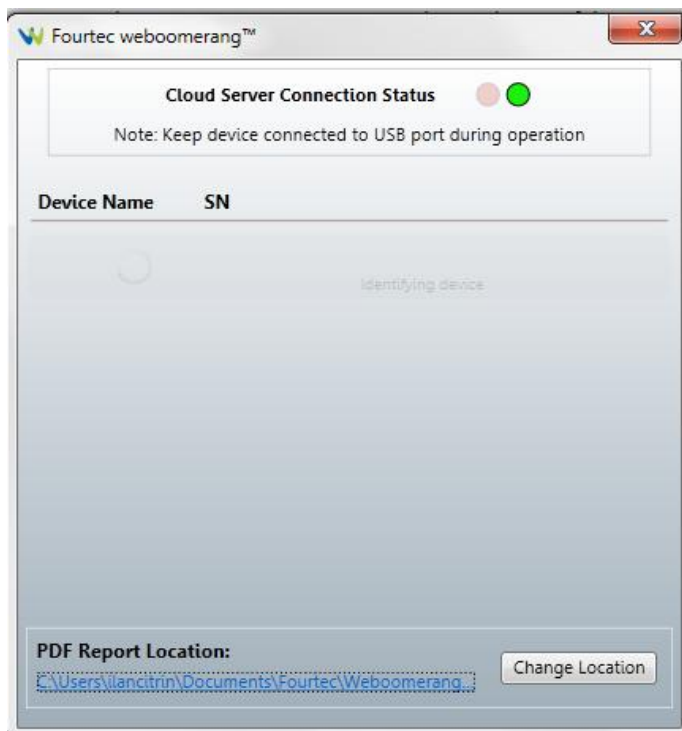 Fourtec weboomerang™
Cloud Server Connection Status
Note: Keep device connected to USB port during operation
Device Name SN
Identifying device
PDF Report Location:
C:\Users\ilancitrin\Documents\Fourtec\Weboomerang...
Change Location